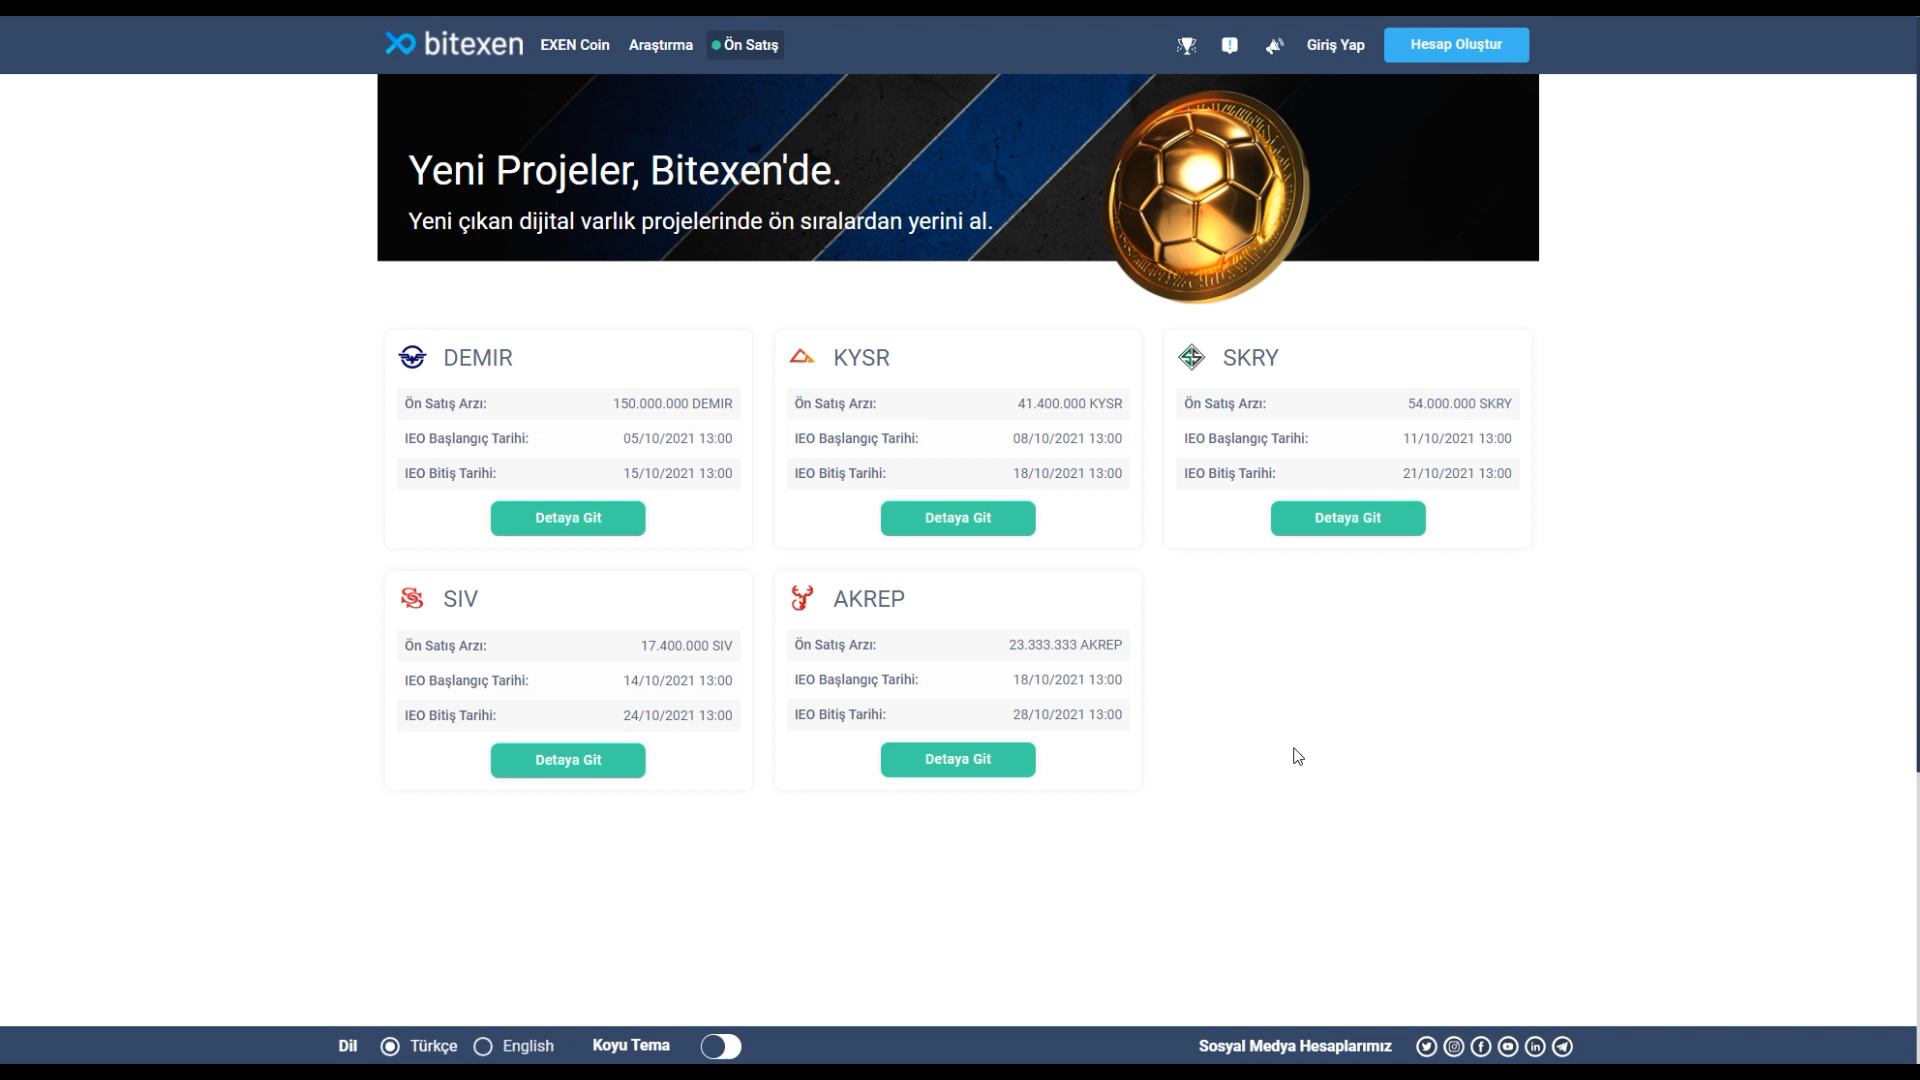 bitexen EXEN Coin Araştırma Ön Satış Giriş Yap Hesap Oluştur
Yeni Projeler, Bitexen'de.
Yeni çıkan dijital varlık projelerinde ön sıralardan yerini al.
DEMIR
Ön Satış Arzı: 150.000.000 DEMIR
IEO Başlangıç Tarihi: 05/10/2021 13:00
IEO Bitiş Tarihi: 15/10/2021 13:00
Detaya Git
KYSR
Ön Satış Arzı: 41.400.000 KYSR
IEO Başlangıç Tarihi: 08/10/2021 13:00
IEO Bitiş Tarihi: 18/10/2021 13:00
Detaya Git
SKRY
Ön Satış Arzı: 54.000.000 SKRY
IEO Başlangıç Tarihi: 11/10/2021 13:00
IEO Bitiş Tarihi: 21/10/2021 13:00
Detaya Git
SIV
Ön Satış Arzı: 17.400.000 SIV
IEO Başlangıç Tarihi: 14/10/2021 13:00
IEO Bitiş Tarihi: 24/10/2021 13:00
Detaya Git
AKREP
Ön Satış Arzı: 23.333.333 AKREP
IEO Başlangıç Tarihi: 18/10/2021 13:00
IEO Bitiş Tarihi: 28/10/2021 13:00
Detaya Git
Dil Türkçe English Koyu Tema Sosyal Medya Hesaplarımız